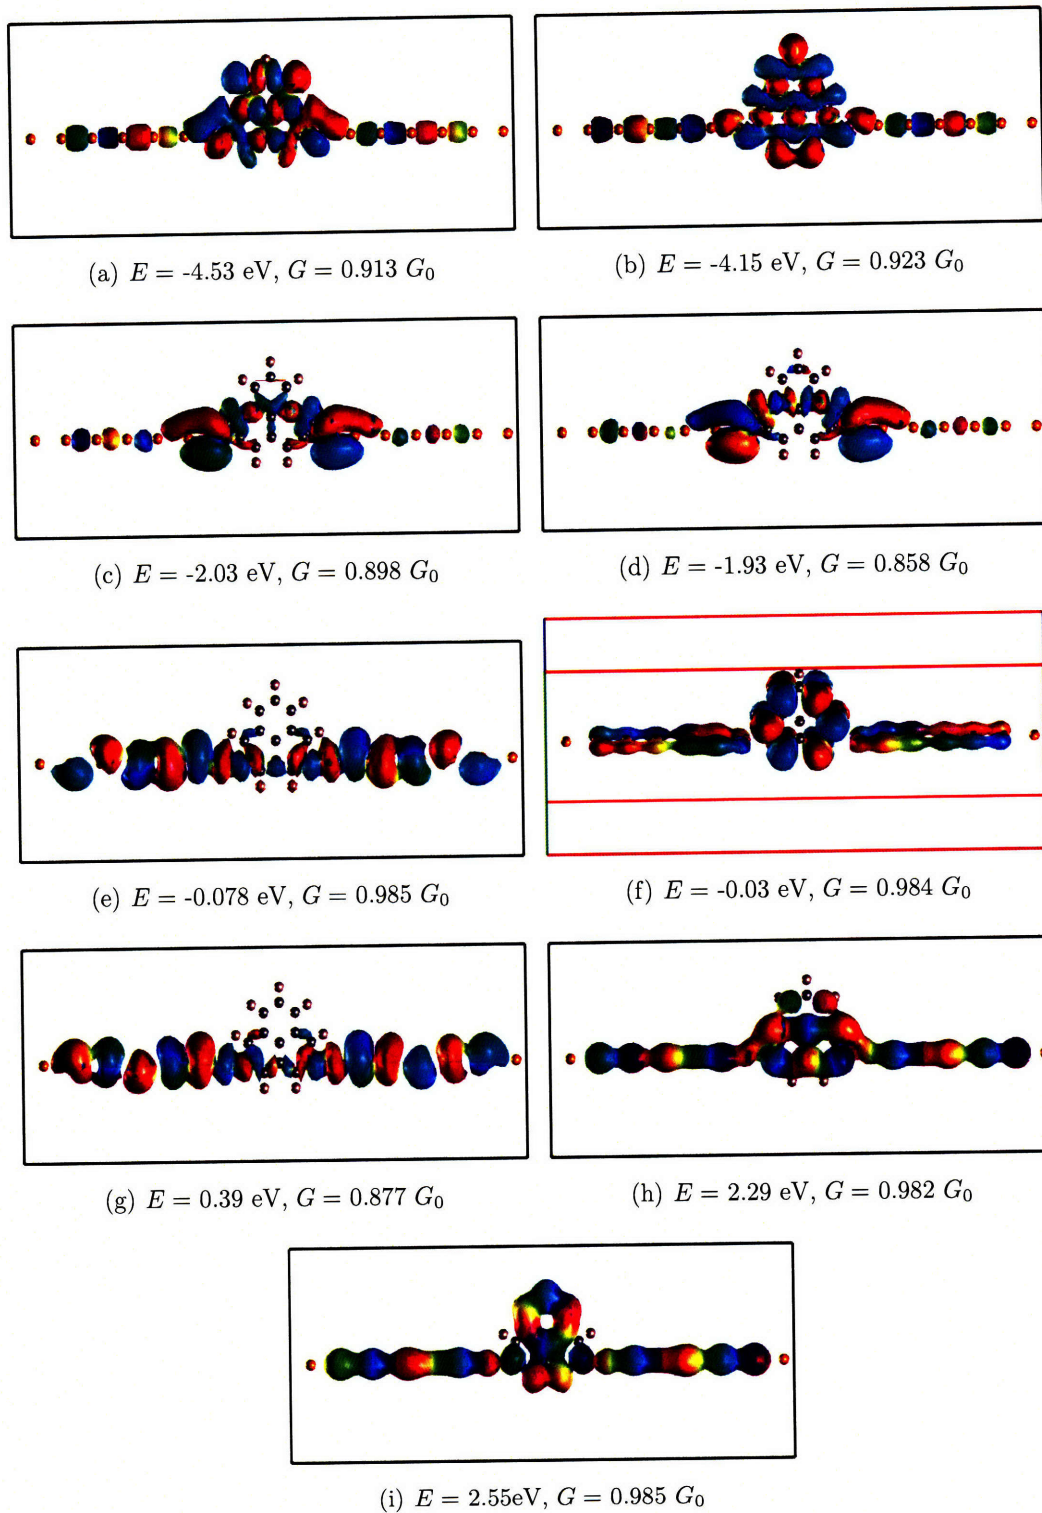 (a) E = -4.53 eV, G = 0.913 G₀
(b) E = -4.15 eV, G = 0.923 G₀
(c) E = -2.03 eV, G = 0.898 G₀
(d) E = -1.93 eV, G = 0.858 G₀
(e) E = -0.078 eV, G = 0.985 G₀
(f) E = -0.03 eV, G = 0.984 G₀
(g) E = 0.39 eV, G = 0.877 G₀
(h) E = 2.29 eV, G = 0.982 G₀
(i) E = 2.55eV, G = 0.985 G₀